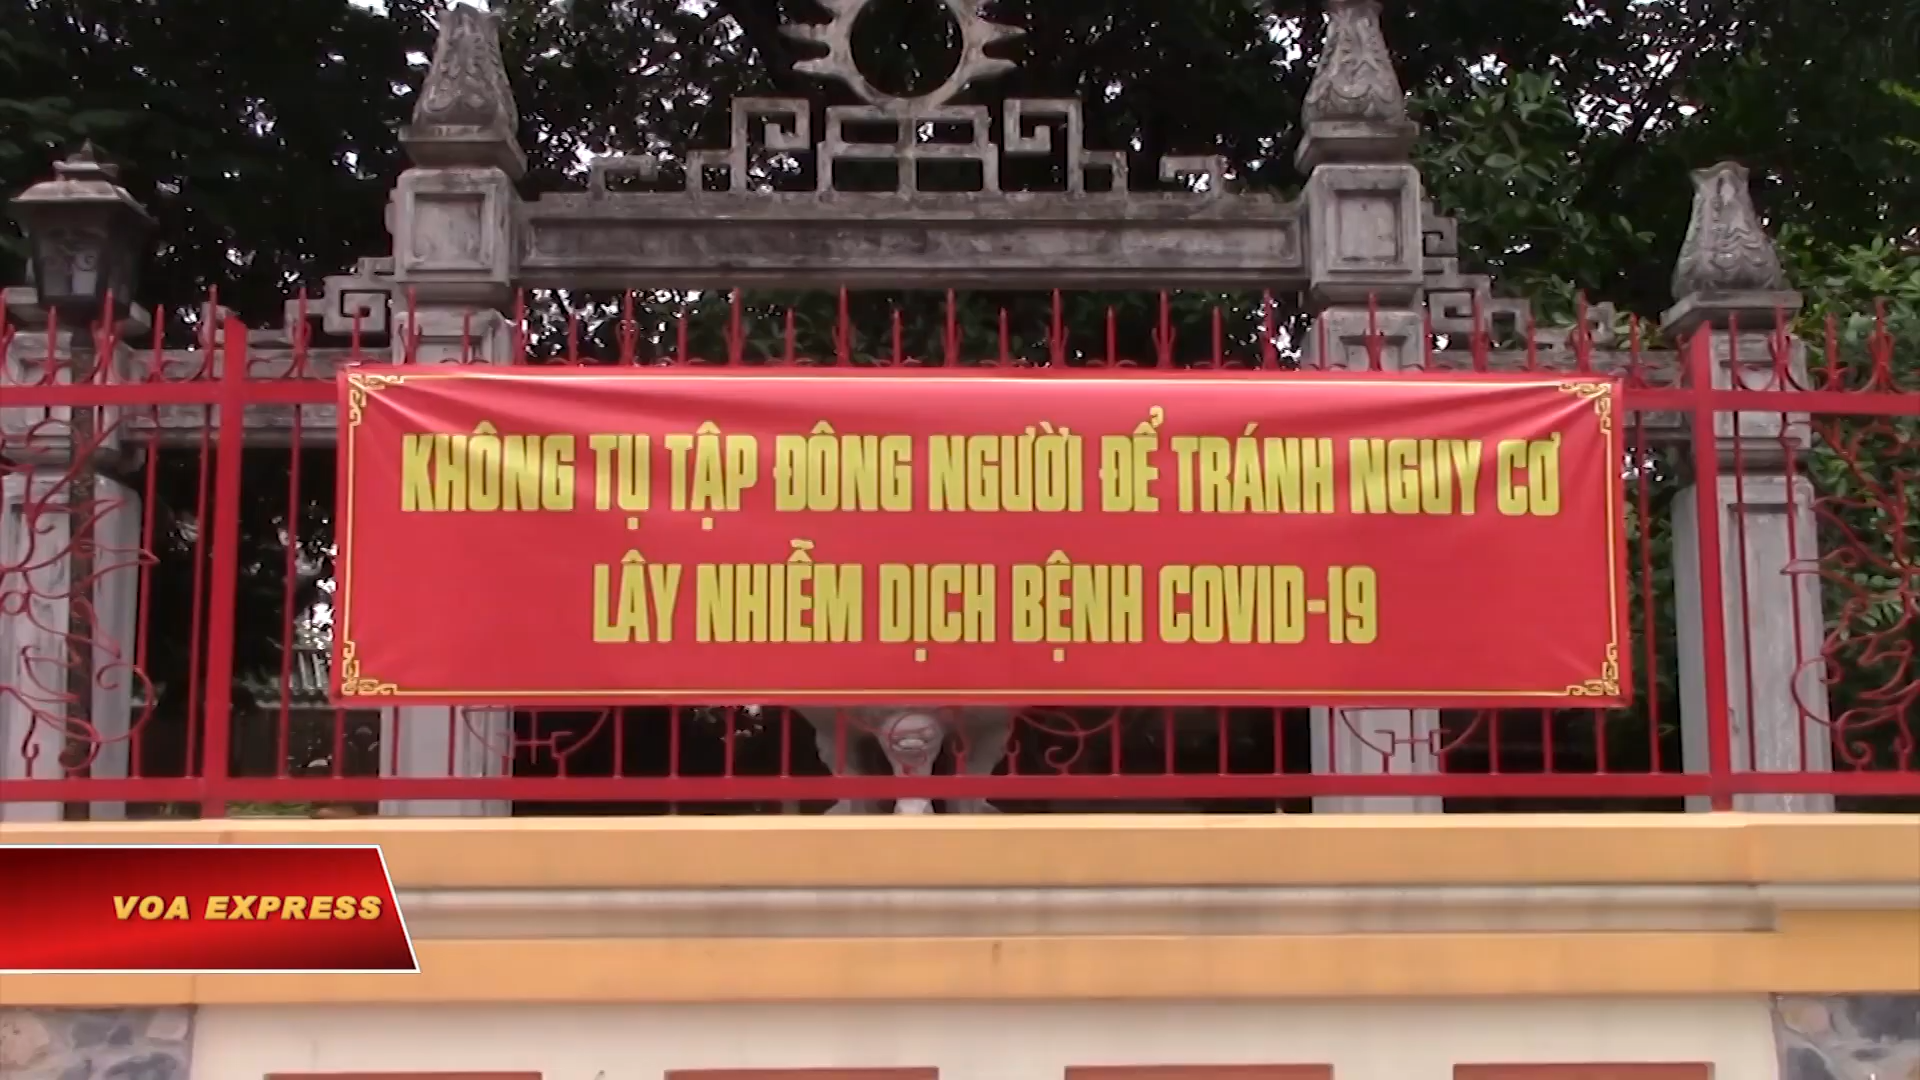 KHÔNG TỤ TẬP ĐÔNG NGƯỜI ĐỂ TRÁNH NGUY CƠ
LÂY NHIỄM DỊCH BỆNH COVID-19
VOA EXPRESS